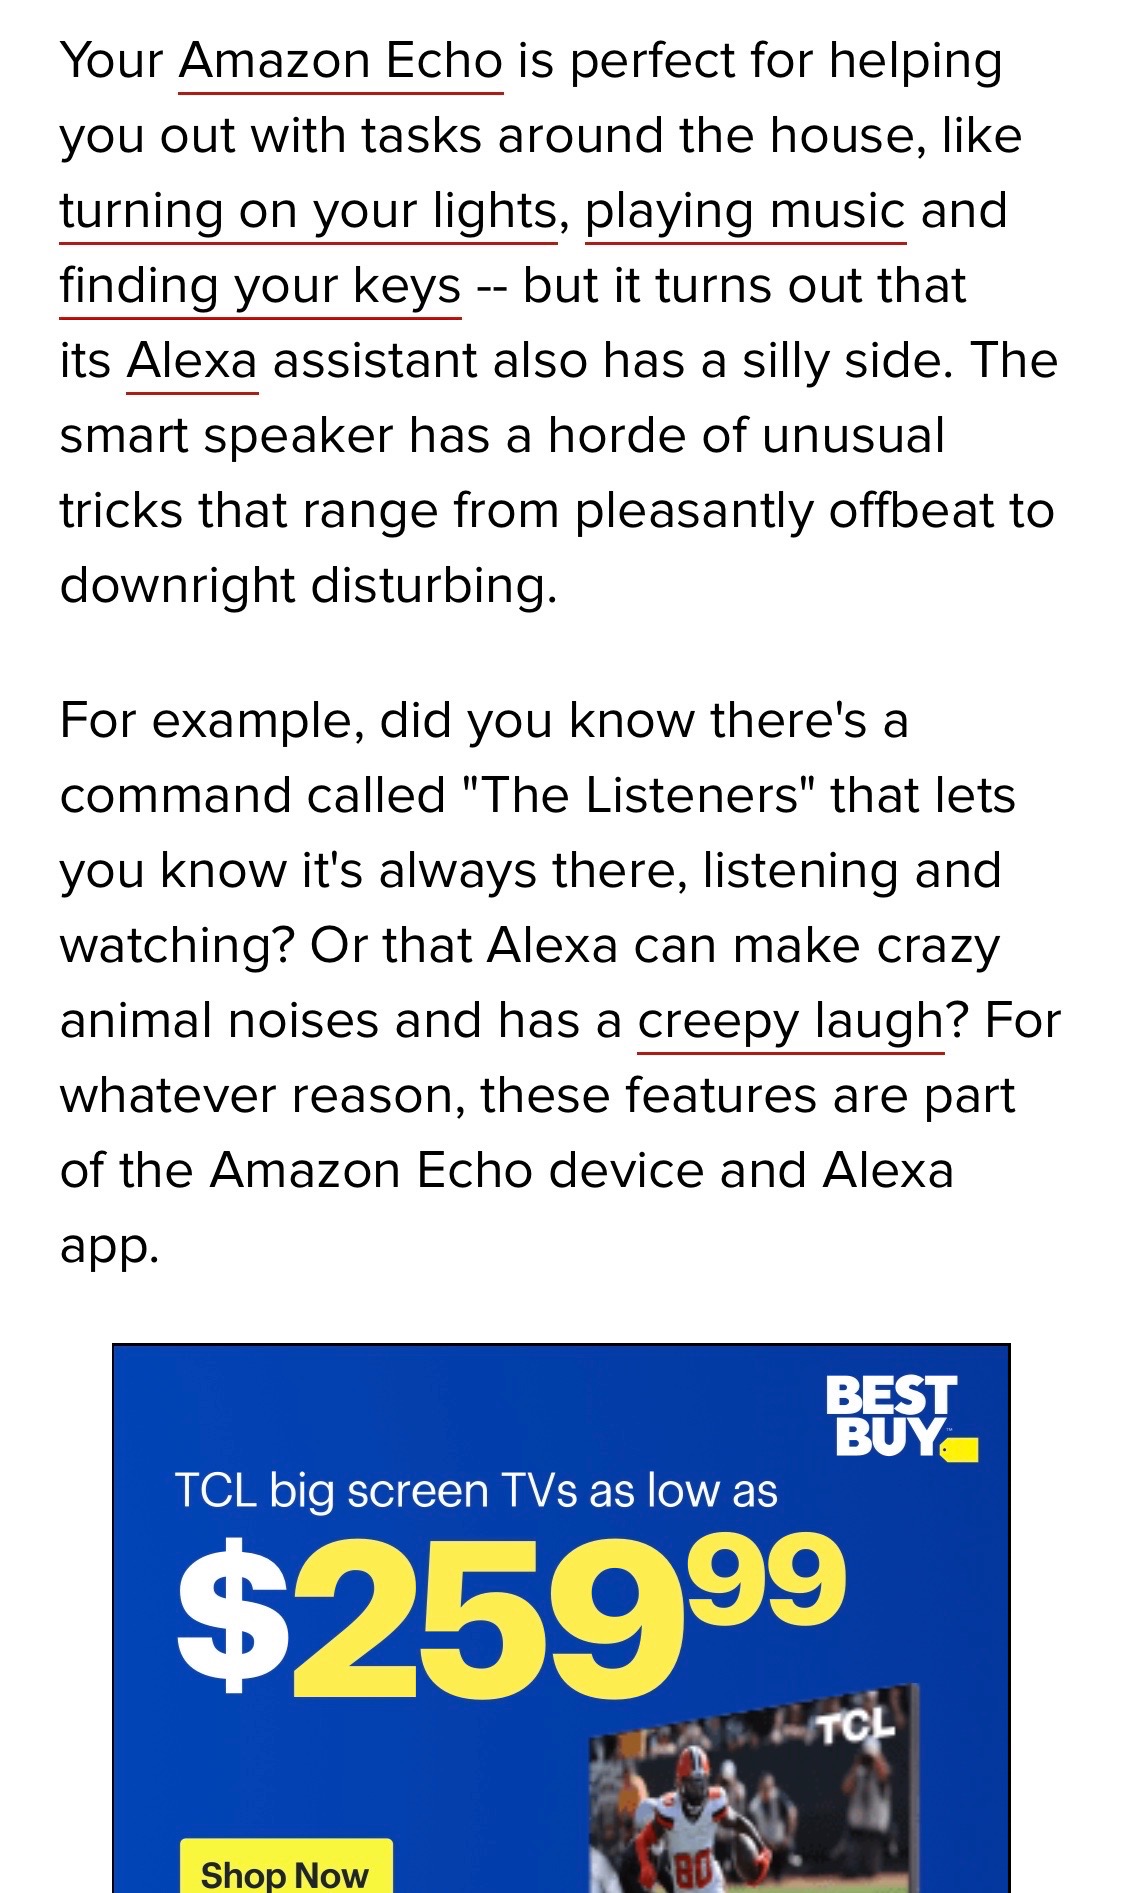 Your Amazon Echo is perfect for helping
you out with tasks around the house, like
turning on your lights, playing music and
finding your keys -- but it turns out that
its Alexa assistant also has a silly side. The
smart speaker has a horde of unusual
tricks that range from pleasantly offbeat to
downright disturbing.
For example, did you know there's a
command called "The Listeners" that lets
you know it's always there, listening and
watching? Or that Alexa can make crazy
animal noises and has a creepy laugh? For
whatever reason, these features are part
of the Amazon Echo device and Alexa
app.
BEST
BUY™
TCL big screen TVs as low as
$259 99
TCL
80
Shop Now